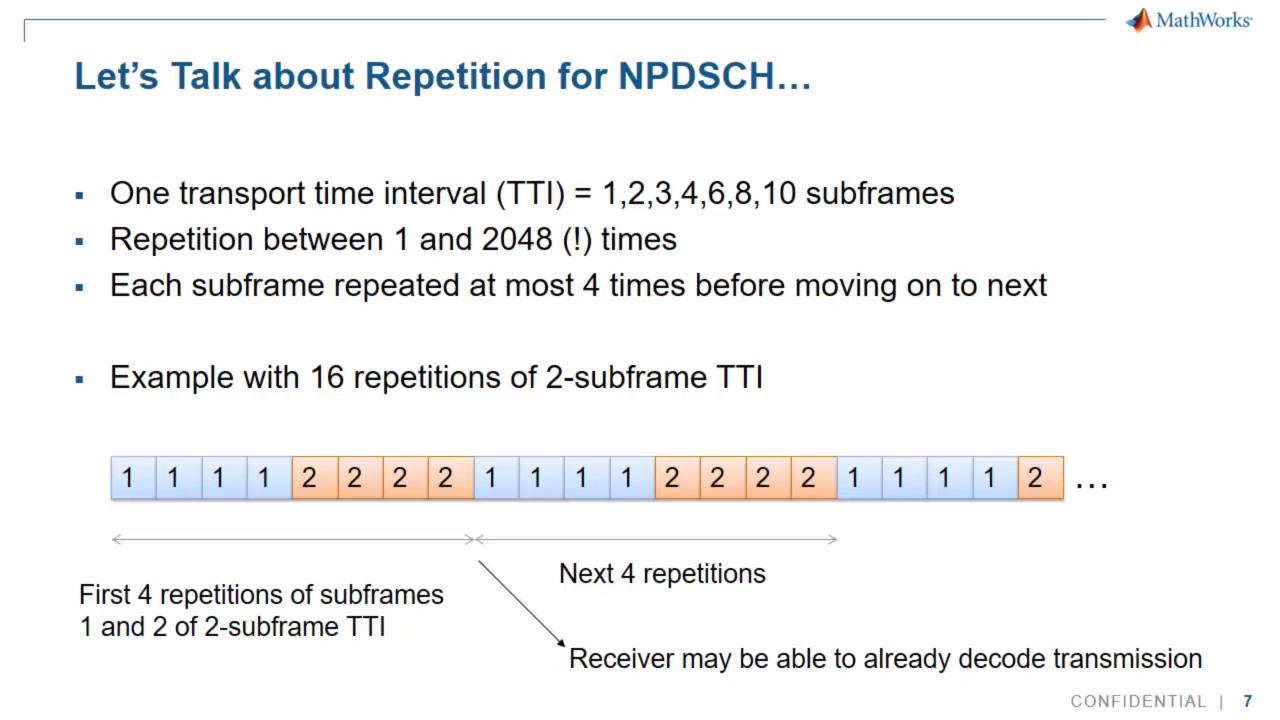 MathWorks®
Let's Talk about Repetition for NPDSCH…
▪ One transport time interval (TTI) = 1,2,3,4,6,8,10 subframes
▪ Repetition between 1 and 2048 (!) times
▪ Each subframe repeated at most 4 times before moving on to next
▪ Example with 16 repetitions of 2-subframe TTI
1 1 1 1 2 2 2 2 1 1 1 1 2 2 2 2 1 1 1 1 2 …
Next 4 repetitions
First 4 repetitions of subframes
1 and 2 of 2-subframe TTI
Receiver may be able to already decode transmission
CONFIDENTIAL | 7